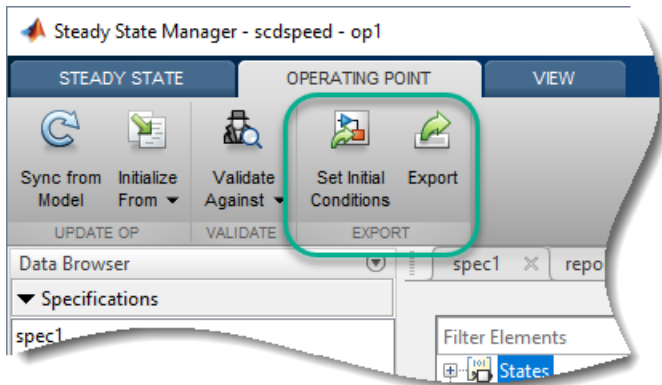 Steady State Manager - scdspeed - op1
STEADY STATE OPERATING POINT VIEW
Sync from Initialize Validate Set Initial Export
Model From Against Conditions
UPDATE OP VALIDATE EXPORT
Data Browser spec1 repo
Specifications
spec1
Filter Elements
States